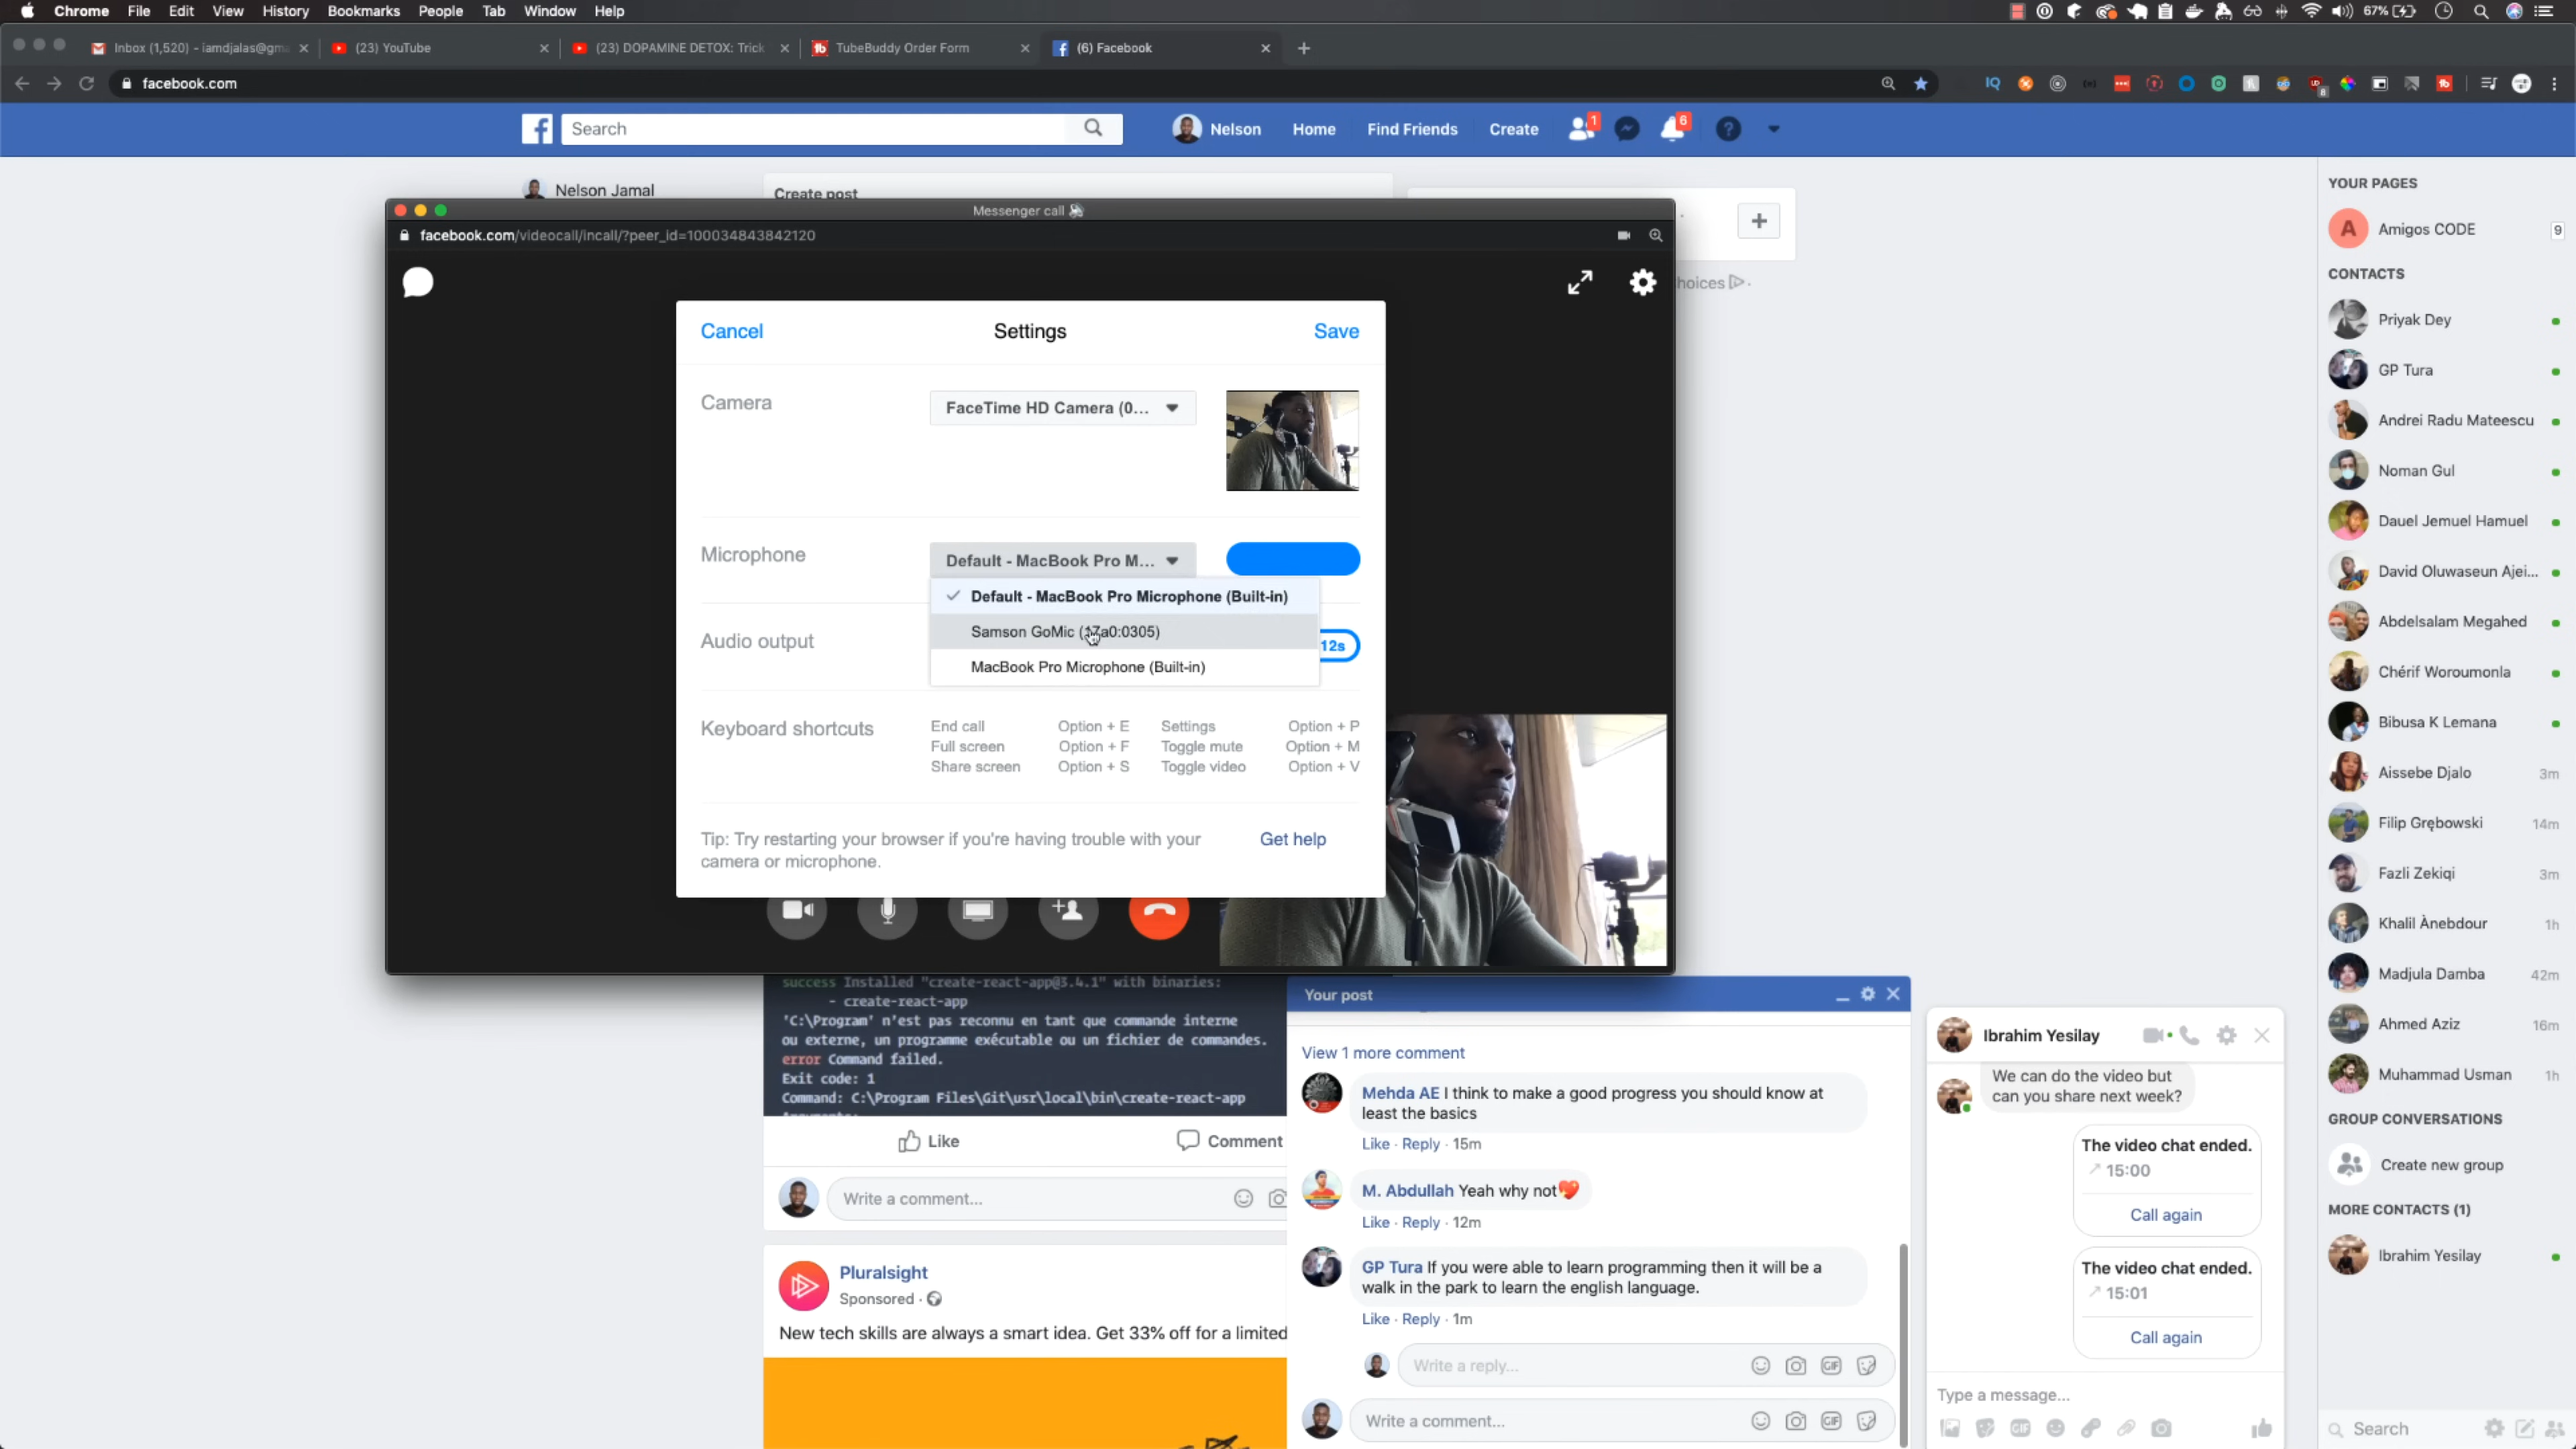 Chrome File Edit View History Bookmarks People Tab Window Help 67%
Inbox (1,520) - iamdjalas@gm (23) YouTube (23) DOPAMINE DETOX: Trick TubeBuddy Order Form (6) Facebook
facebook.com
Search Nelson Home Find Friends Create 1 6
Nelson Jamal Create post
Messenger call
facebook.com/videocall/incall/?peer_id=100034843842120
hoices
Cancel Settings Save
Camera FaceTime HD Camera (0...
Microphone Default - MacBook Pro M...
Default - MacBook Pro Microphone (Built-in)
Samson GoMic (17a0:0305)
MacBook Pro Microphone (Built-in)
Audio output 12s
Keyboard shortcuts
End call Option + E Settings Option + P
Full screen Option + F Toggle mute Option + M
Share screen Option + S Toggle video Option + V
Tip: Try restarting your browser if you're having trouble with your
camera or microphone.
Get help
success Installed "create-react-app@3.4.1" with binaries:
- create-react-app
'C:\Program' n'est pas reconnu en tant que commande interne
ou externe, un programme exécutable ou un fichier de commandes.
error Command failed.
Exit code: 1
Command: C:\Program Files\Git\usr\local\bin\create-react-app
Like Comment
Write a comment...
Pluralsight
Sponsored ·
New tech skills are always a smart idea. Get 33% off for a limited
Your post
View 1 more comment
Mehda AE I think to make a good progress you should know at
least the basics
Like · Reply · 15m
M. Abdullah Yeah why not💖
Like · Reply · 12m
GP Tura If you were able to learn programming then it will be a
walk in the park to learn the english language.
Like · Reply · 1m
Write a reply...
GIF
Write a comment...
GIF
Ibrahim Yesilay
We can do the video but
can you share next week?
The video chat ended.
15:00
Call again
The video chat ended.
15:01
Call again
Type a message...
GIF
YOUR PAGES
A Amigos CODE 9
CONTACTS
Priyak Dey
GP Tura
Andrei Radu Mateescu
Noman Gul
Dauel Jemuel Hamuel
David Oluwaseun Ajei...
Abdelsalam Megahed
Chérif Woroumonla
Bibusa K Lemana
Aissebe Djalo 3m
Filip Grębowski 14m
Fazli Zekiqi 3m
Khalil Ànebdour 1h
Madjula Damba 42m
Ahmed Aziz 16m
Muhammad Usman 1h
GROUP CONVERSATIONS
Create new group
MORE CONTACTS (1)
Ibrahim Yesilay
Search